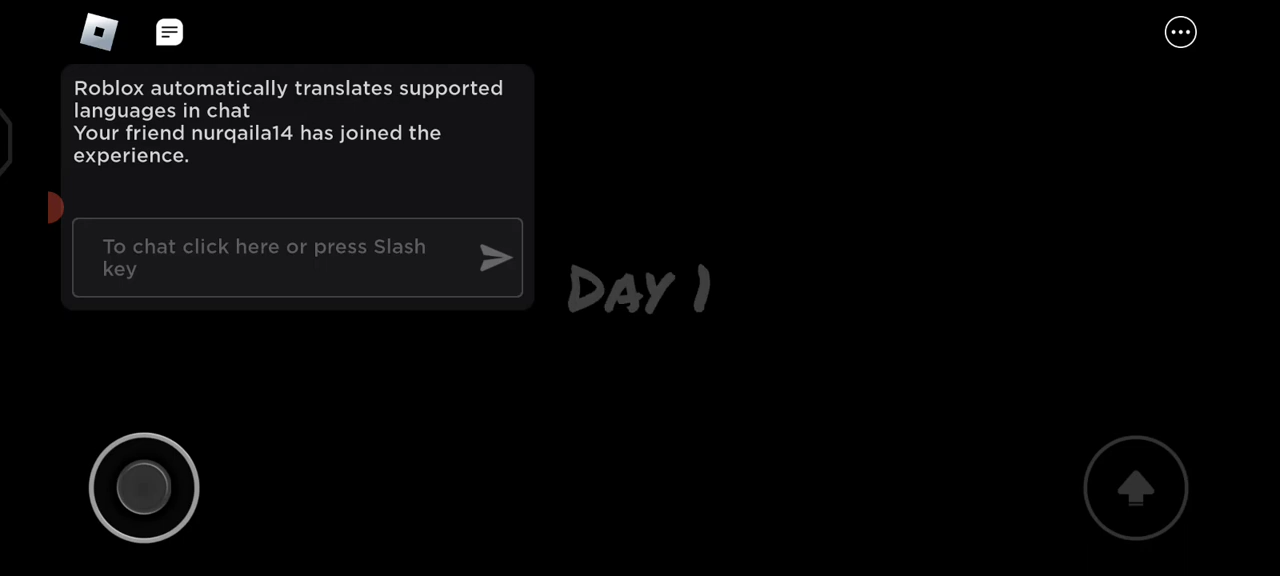 Roblox automatically translates supported
languages in chat
Your friend nurqaila14 has joined the
experience.
To chat click here or press Slash
key
DAY 1